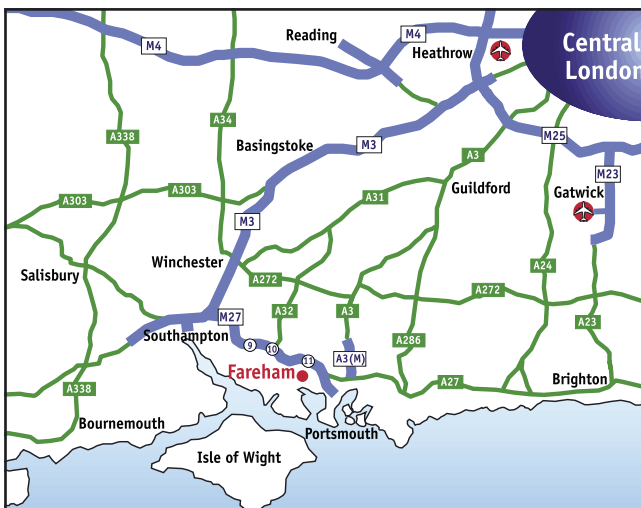 Reading
M4
Heathrow
Central
London
M4
A338
A34
Basingstoke
M3
A3
M25
M23
Gatwick
A303
A303
A31
Guildford
M3
Winchester
Salisbury
A272
A24
A272
M27
A32
A3
A23
Southampton
9
10
11
A3(M)
A286
Fareham
A338
A27
Brighton
Bournemouth
Portsmouth
Isle of Wight